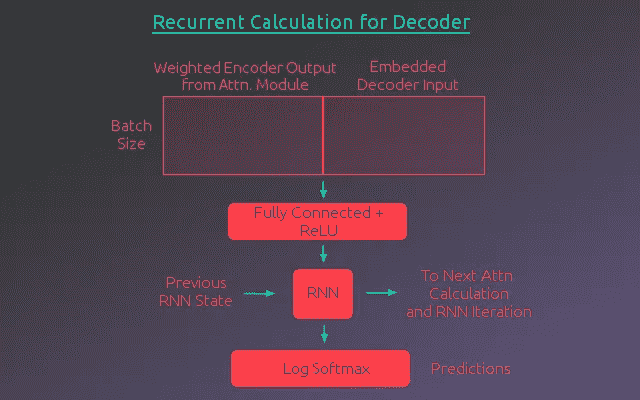 Recurrent Calculation for Decoder
Weighted Encoder Output
from Attn. Module
Embedded
Decoder Input
Batch
Size
Fully Connected +
ReLU
Previous
RNN State
RNN
To Next Attn.
Calculation
and RNN Iteration
Log Softmax
Predictions